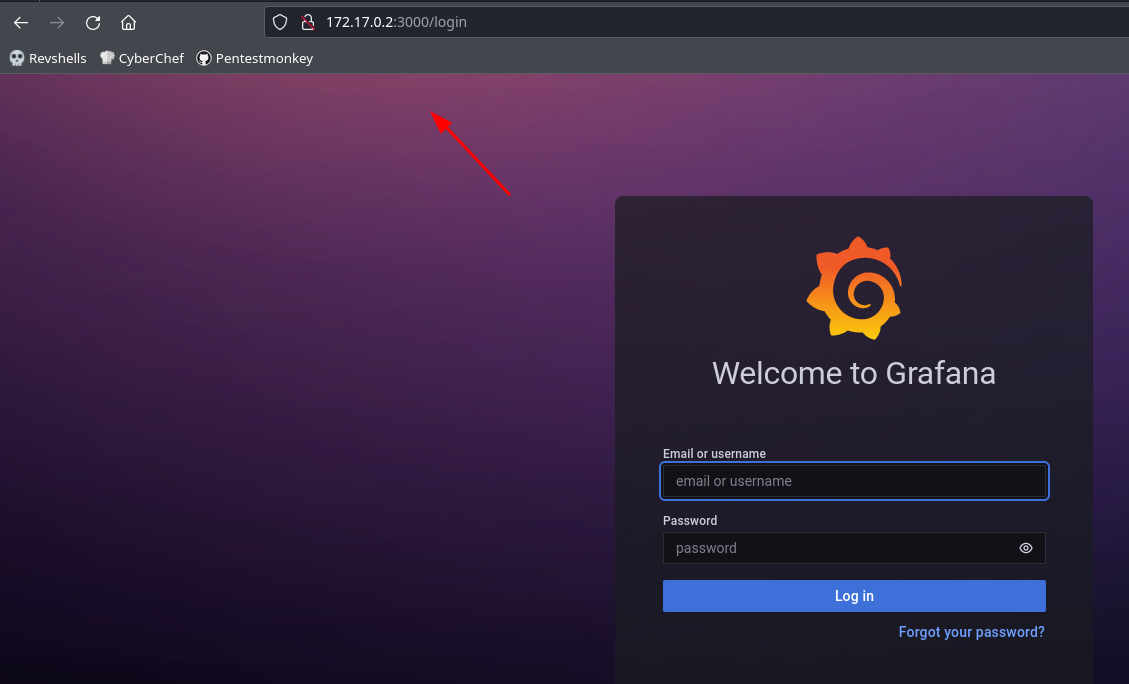 172.17.0.2:3000/login
Revshells CyberChef Pentestmonkey
Welcome to Grafana
Email or username
email or username
Password
password
Log in
Forgot your password?